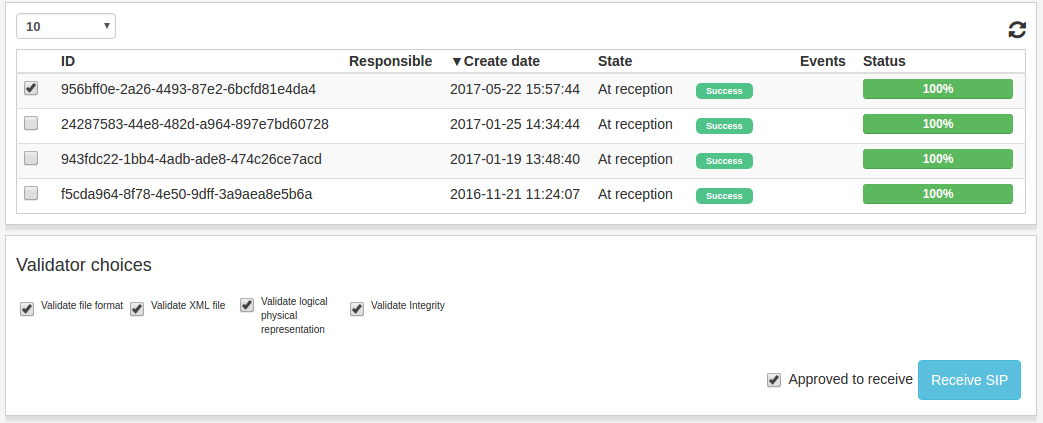 10
ID Responsible ▼Create date State Events Status
956bff0e-2a26-4493-87e2-6bcfd81e4da4 2017-05-22 15:57:44 At reception Success 100%
24287583-44e8-482d-a964-897e7bd60728 2017-01-25 14:34:44 At reception Success 100%
943fdc22-1bb4-4adb-ade8-474c26ce7acd 2017-01-19 13:48:40 At reception Success 100%
f5cda964-8f78-4e50-9dff-3a9aea8e5b6a 2016-11-21 11:24:07 At reception Success 100%
Validator choices
Validate file format
Validate XML file
Validate logical
physical
representation
Validate Integrity
Approved to receive
Receive SIP